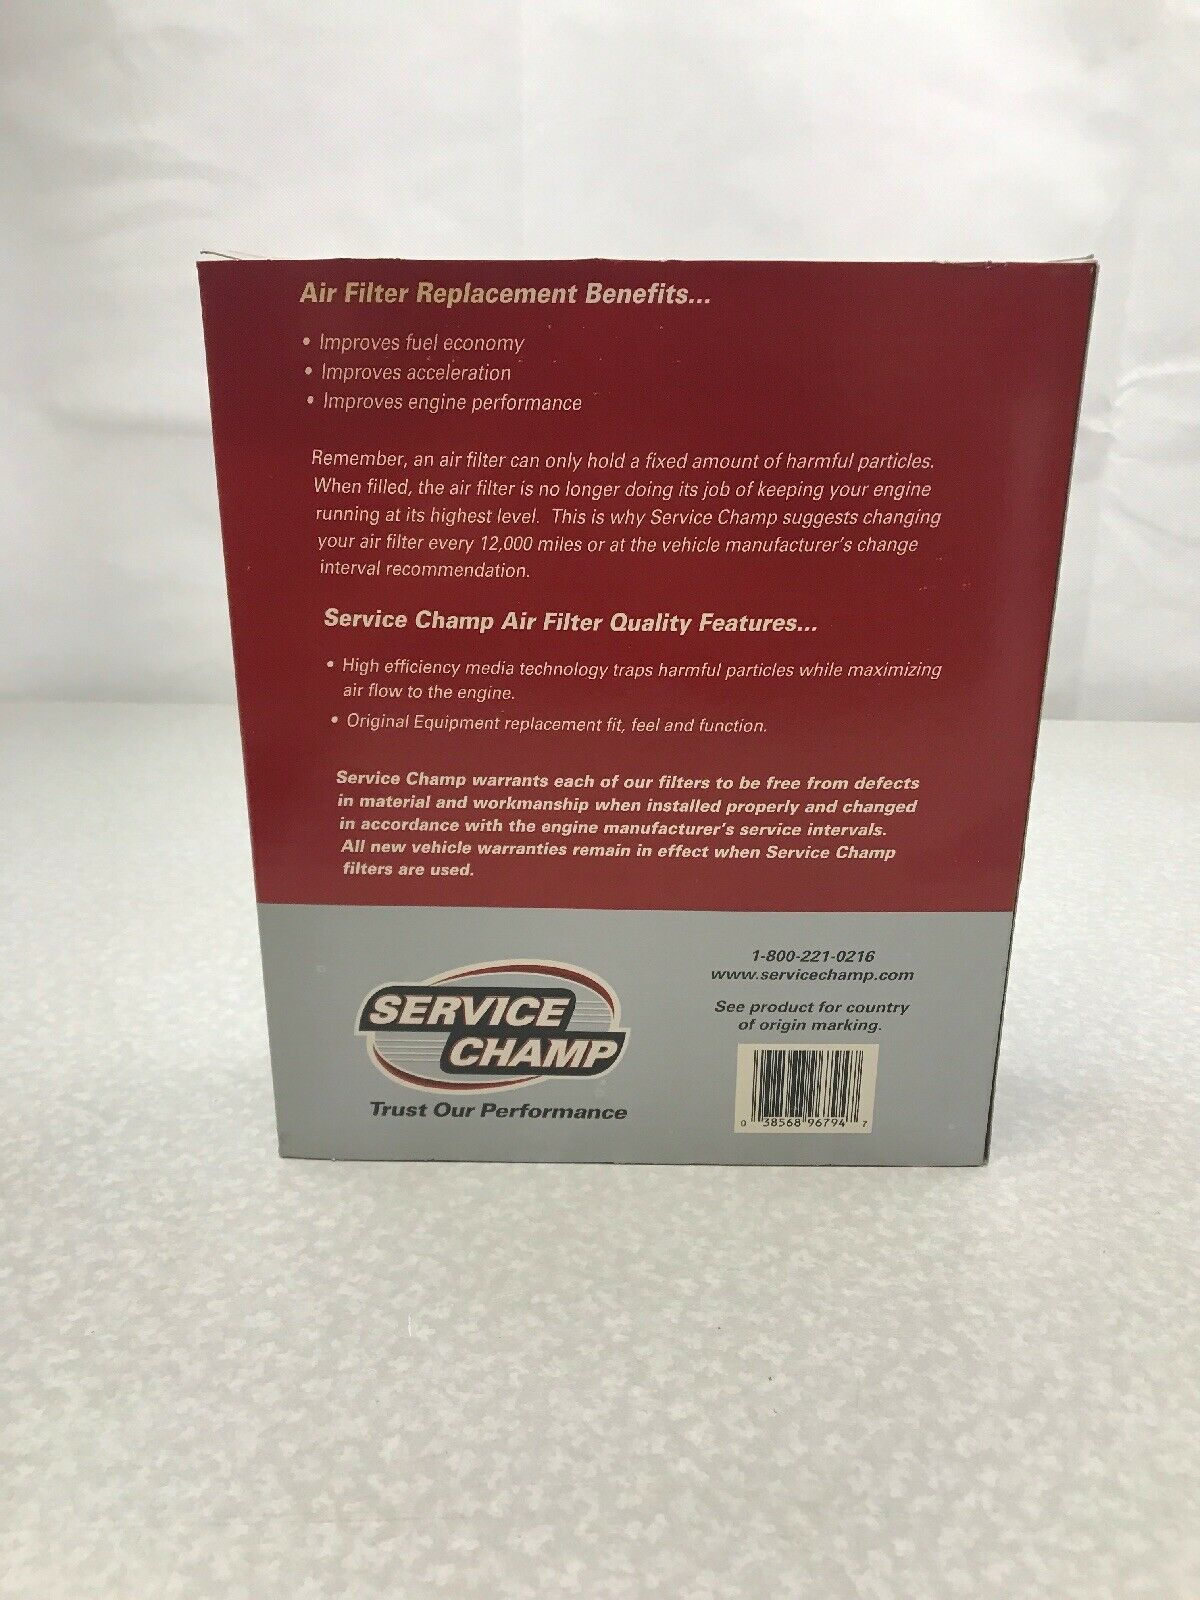 Air Filter Replacement Benefits...
• Improves fuel economy
• Improves acceleration
• Improves engine performance
Remember, an air filter can only hold a fixed amount of harmful particles.
When filled, the air filter is no longer doing its job of keeping your engine
running at its highest level. This is why Service Champ suggests changing
your air filter every 12,000 miles or at the vehicle manufacturer's change
interval recommendation.
Service Champ Air Filter Quality Features...
• High efficiency media technology traps harmful particles while maximizing
air flow to the engine.
• Original Equipment replacement fit, feel and function.
Service Champ warrants each of our filters to be free from defects
in material and workmanship when installed properly and changed
in accordance with the engine manufacturer's service intervals.
All new vehicle warranties remain in effect when Service Champ
filters are used.
SERVICE
CHAMP
Trust Our Performance
1-800-221-0216
www.servicechamp.com
See product for country
of origin marking.
0 38568 96794 7